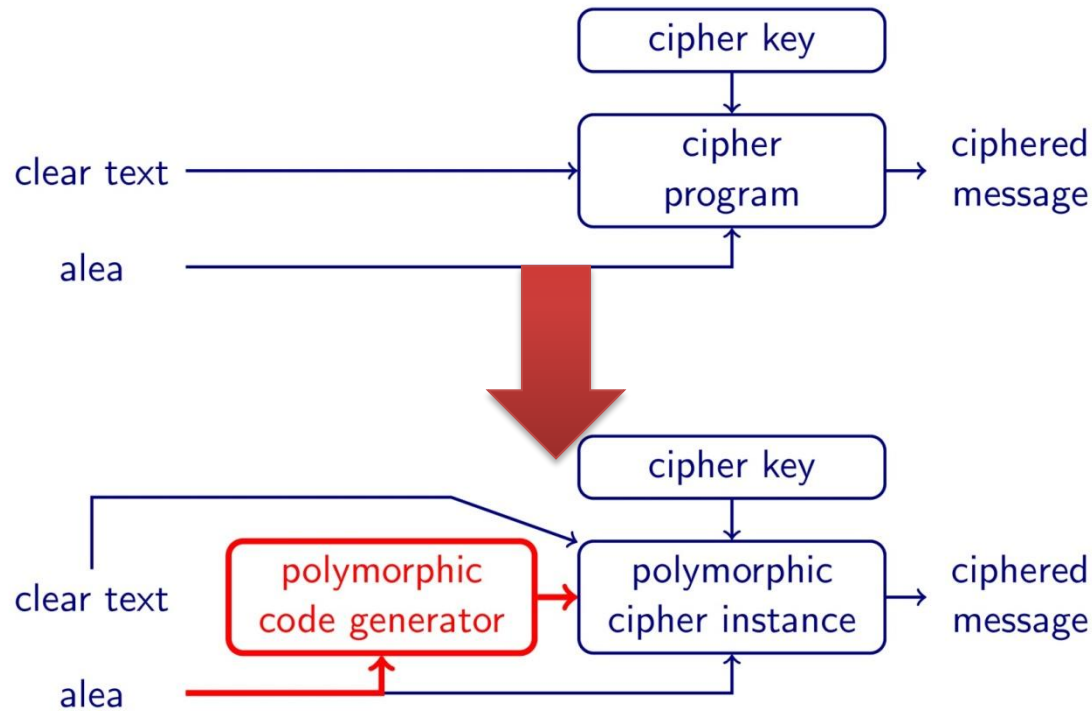 cipher key
clear text
cipher
program
ciphered
message
alea
cipher key
clear text
polymorphic
code generator
polymorphic
cipher instance
ciphered
message
alea